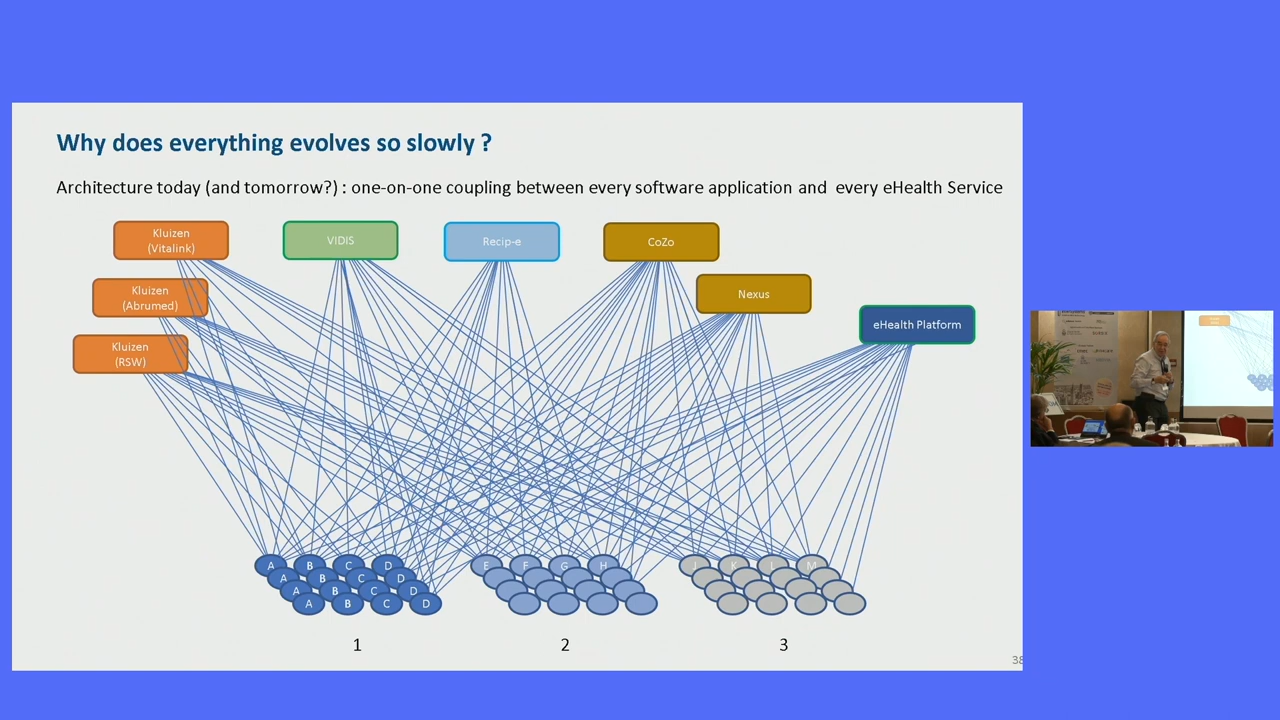 Why does everything evolves so slowly ?
Architecture today (and tomorrow?) : one-on-one coupling between every software application and every eHealth Service
Kluizen
(Vitalink)
VIDIS
Recip-e
CoZo
Kluizen
(Abrumed)
Nexus
eHealth Platform
Kluizen
(RSW)
A B C D
A B C D
A B C D
A B C D
E F G H
J K L M
1
2
3
38